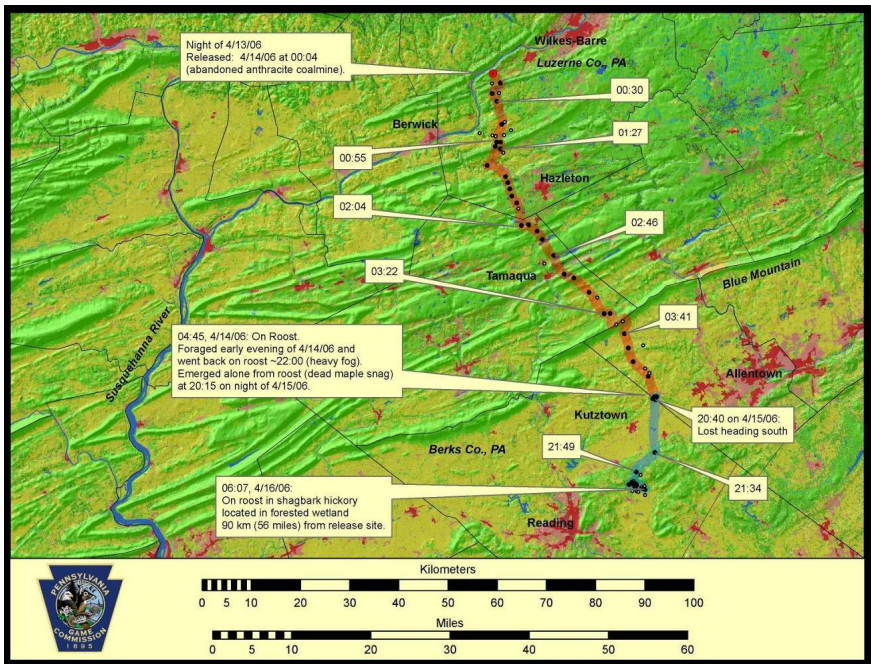 Night of 4/13/06
Released: 4/14/06 at 00:04
(abandoned anthracite coalmine).
Wilkes-Barre
Luzerne Co., PA
00:30
Berwick
01:27
00:55
Hazleton
02:04
02:46
03:22
Tamaqua
Blue Mountain
03:41
Susquehanna River
04:45, 4/14/06: On Roost.
Foraged early evening of 4/14/06 and
went back on roost ~22:00 (heavy fog).
Emerged alone from roost (dead maple snag)
at 20:15 on night of 4/15/06.
Allentown
Kutztown
20:40 on 4/15/06:
Lost heading south
Berks Co., PA
21:49
21:34
06:07, 4/16/06:
On roost in shagbark hickory
located in forested wetland
90 km (56 miles) from release site.
Reading
PENNSYLVANIA
GAME
COMMISSION
1895
Kilometers
0 5 10 20 30 40 50 60 70 80 90 100
Miles
0 5 10 20 30 40 50 60